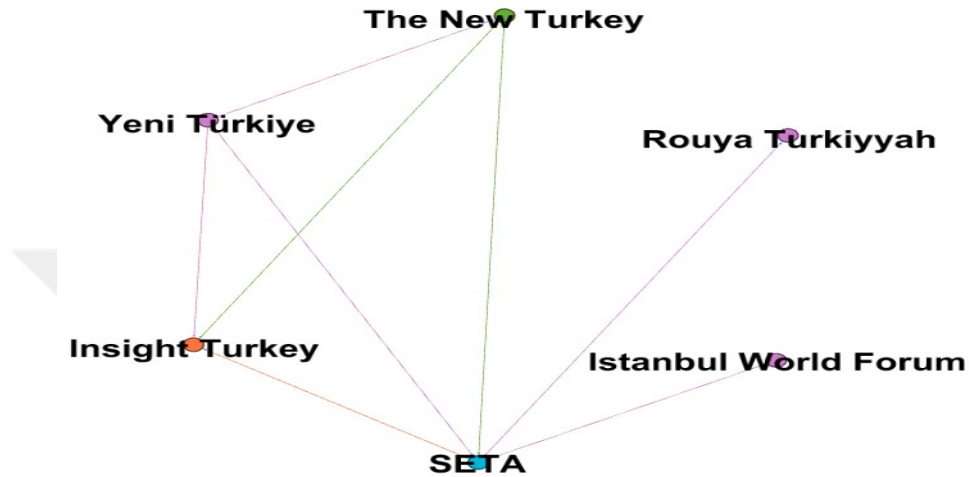 The New Turkey
Yeni Türkiye
Rouya Turkiyyah
Insight Turkey
Istanbul World Forum
SETA